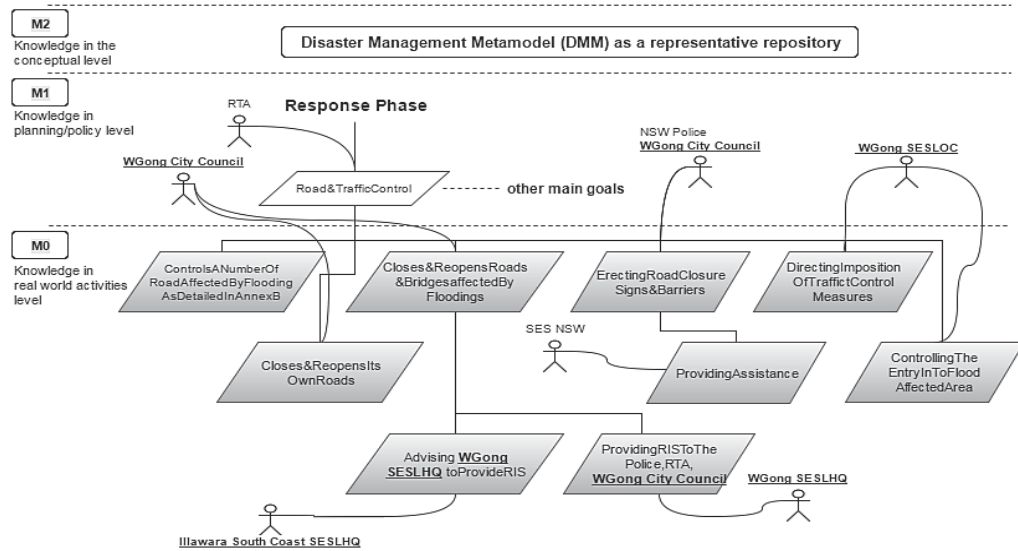 M2
Knowledge in the
conceptual level
Disaster Management Metamodel (DMM) as a representative repository
M1
Knowledge in
planning/policy level
RTA
Response Phase
WGong City Council
NSW Police
WGong City Council
WGong SESLOC
Road&TrafficControl
other main goals
M0
Knowledge in
real world activities
level
ControlsANumberOf
RoadAffectedByFlooding
AsDetailedInAnnexB
Closes&ReopensRoads
&BridgesaffectedBy
Floodings
ErectingRoadClosure
Signs&Barriers
DirectingImposition
OfTraffictControl
Measures
SES NSW
Closes&ReopensIts
OwnRoads
ProvidingAssistance
ControllingThe
EntryInToFlood
AffectedArea
Advising WGong
SESLHQ toProvideRIS
ProvidingRISToThe
Police,RTA,
WGong City Council
WGong SESLHQ
Illawara South Coast SESLHQ